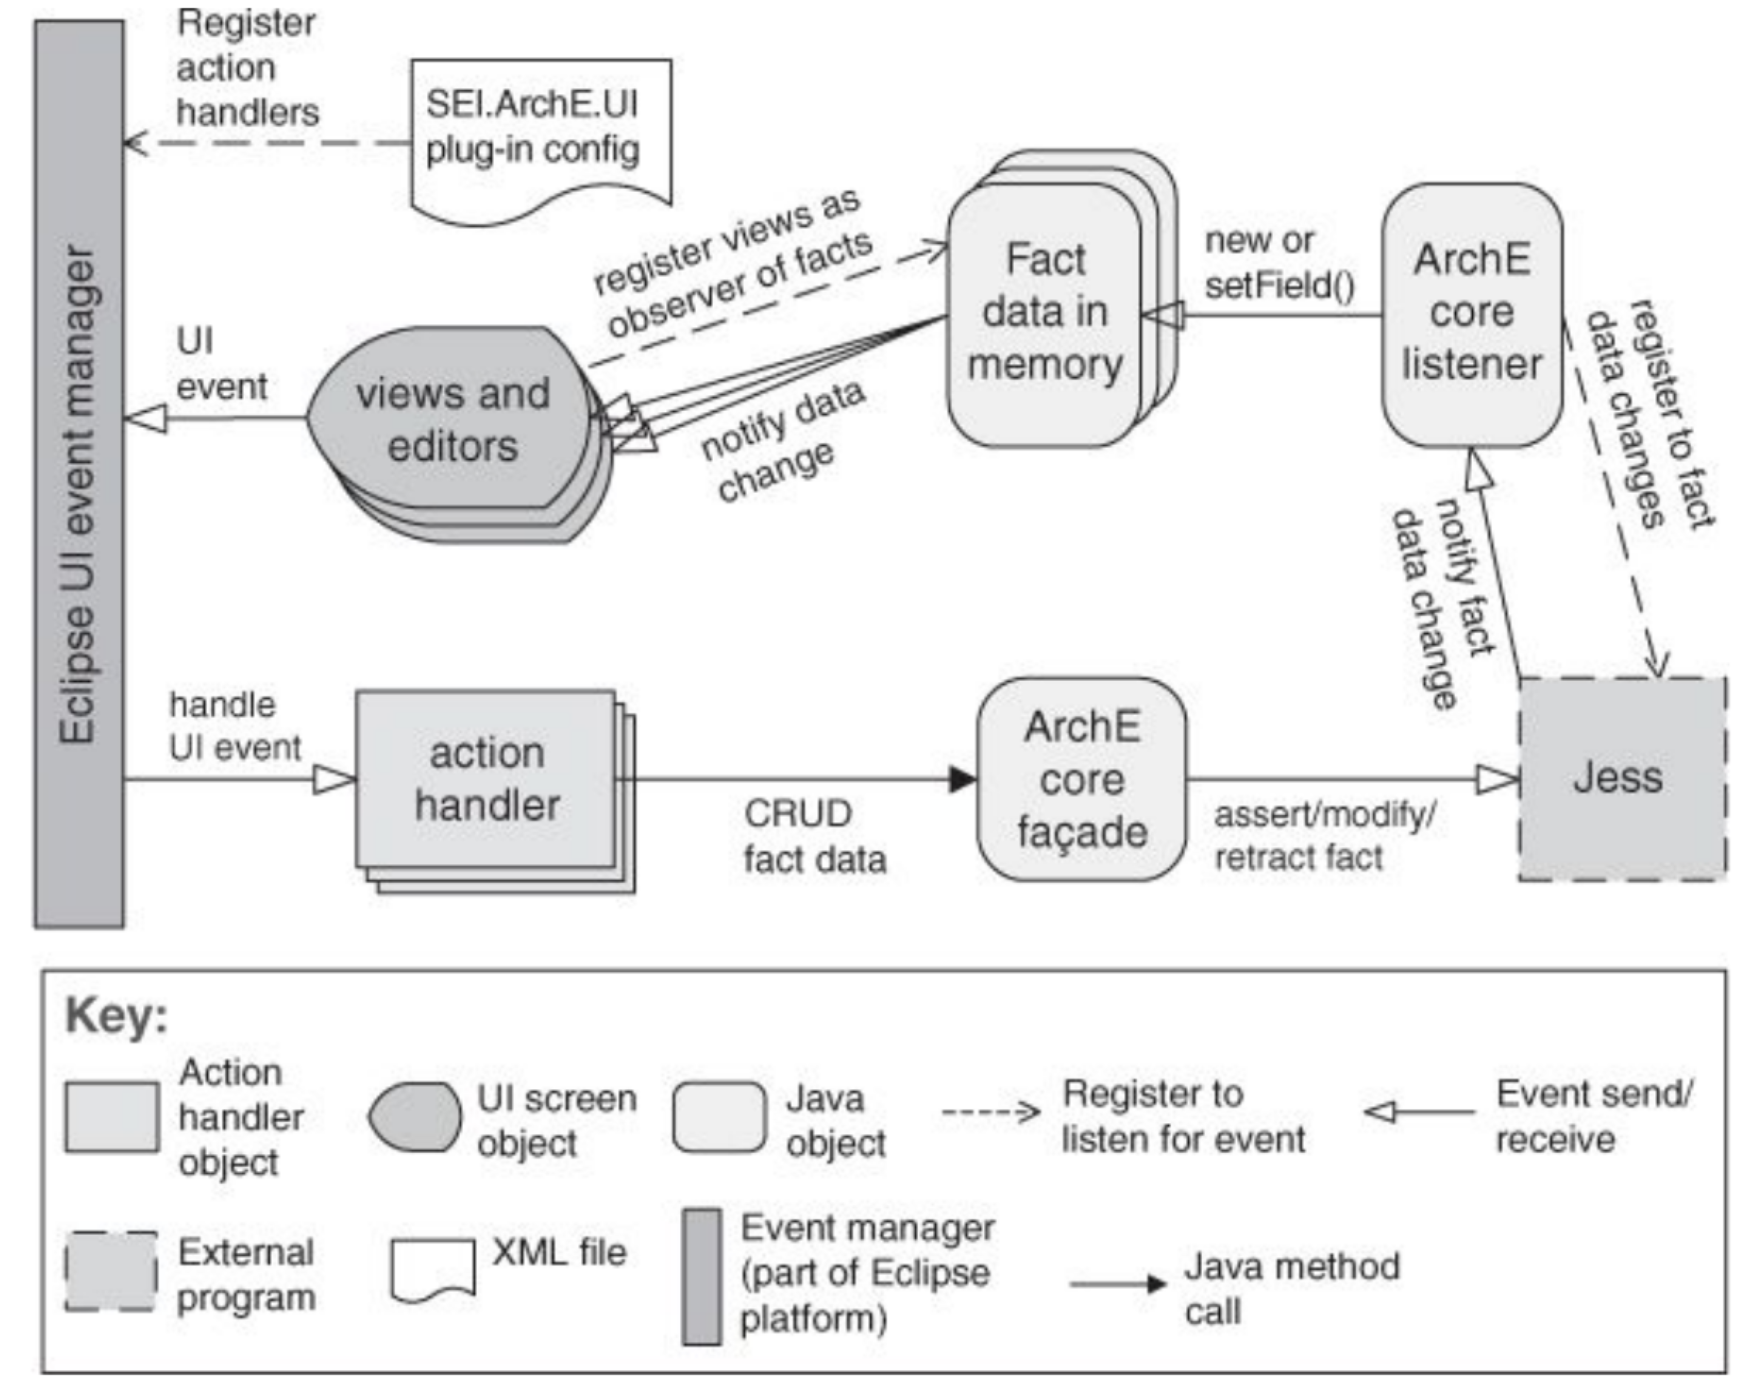 Register
action
handlers
SEI.ArchE.UI
plug-in config
Eclipse UI event manager
register views as
observer of facts
Fact
data in
memory
new or
setField()
ArchE
core
listener
register to fact
data changes
UI
event
views and
editors
notify data
change
notify fact
data change
handle
UI event
action
handler
CRUD
fact data
ArchE
core
façade
assert/modify/
retract fact
Jess
Key:
Action
handler
object
UI screen
object
Java
object
Register to
listen for event
Event send/
receive
External
program
XML file
Event manager
(part of Eclipse
platform)
Java method
call